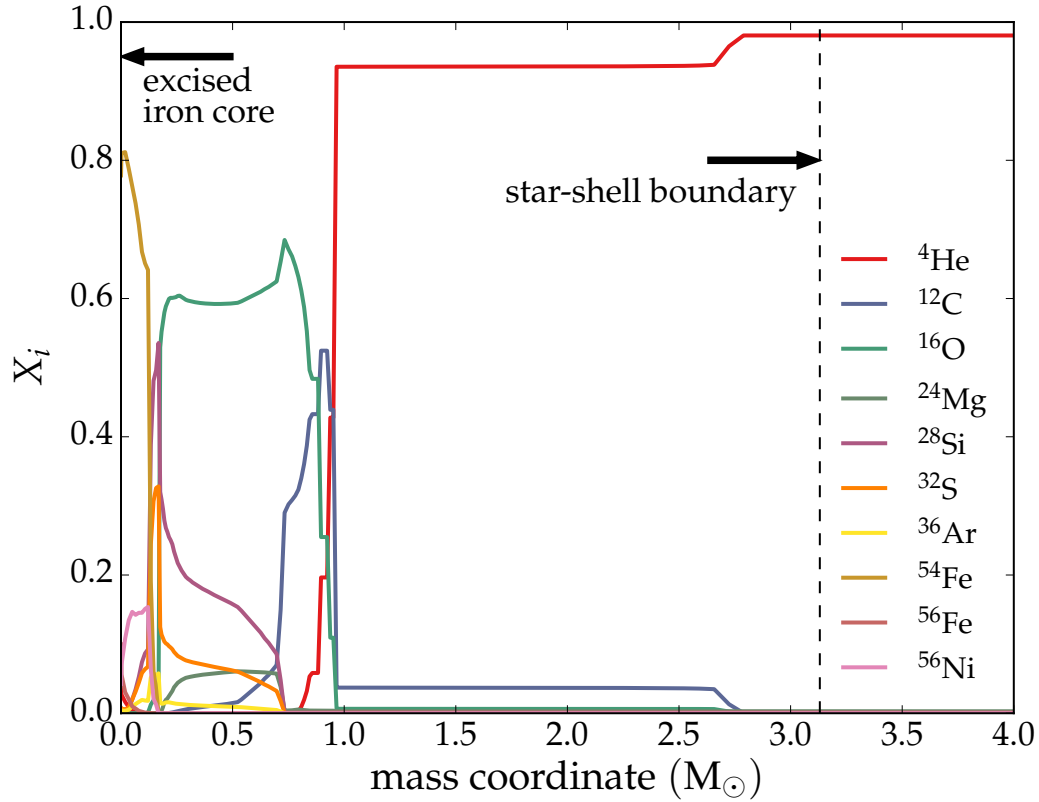 1.0
0.8
0.6
0.4
0.2
0.0
X_i
excised
iron core
star-shell boundary
⁴He
¹²C
¹⁶O
²⁴Mg
²⁸Si
³²S
³⁶Ar
⁵⁴Fe
⁵⁶Fe
⁵⁶Ni
0.0 0.5 1.0 1.5 2.0 2.5 3.0 3.5 4.0
mass coordinate (M☉)